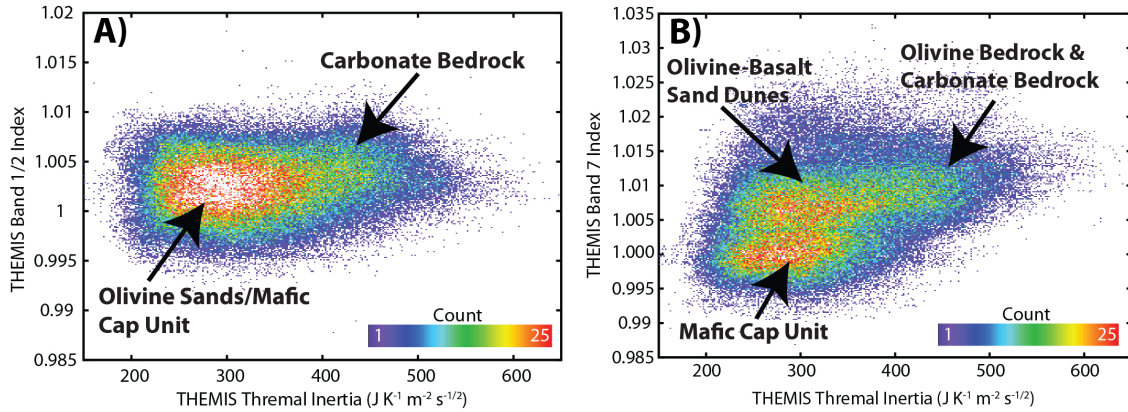 A)
1.02
1.015
1.01
1.005
1
0.995
0.99
0.985
THEMIS Band 1/2 Index
Carbonate Bedrock
Olivine Sands/Mafic
Cap Unit
Count
1
25
200
300
400
500
600
THEMIS Thremal Inertia (J K-1 m-2 s-1/2)
B)
1.035
1.03
1.025
1.02
1.015
1.01
1.005
1.000
0.995
0.99
0.985
THEMIS Band 7 Index
Olivine-Basalt
Sand Dunes
Olivine Bedrock &
Carbonate Bedrock
Mafic Cap Unit
Count
1
25
200
300
400
500
600
THEMIS Thremal Inertia (J K-1 m-2 s-1/2)